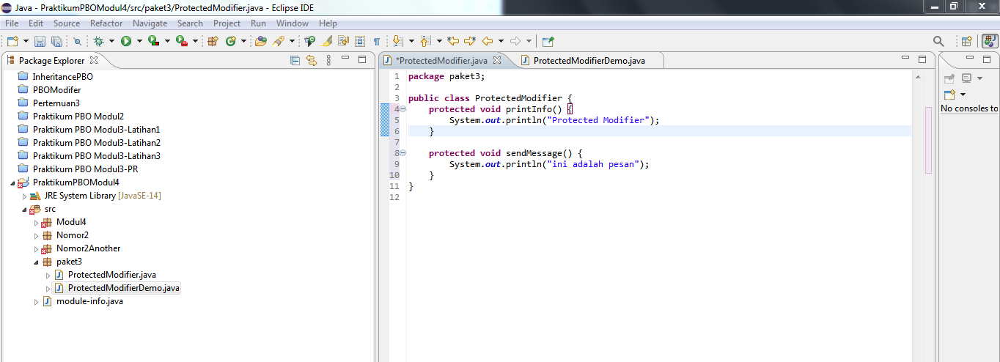 Java - PraktikumPBOModul4/src/paket3/ProtectedModifier.java - Eclipse IDE
File Edit Source Refactor Navigate Search Project Run Window Help
Package Explorer
InheritancePBO
PBOModifer
Pertemuan3
Praktikum PBO Modul2
Praktikum PBO Modul3-Latihan1
Praktikum PBO Modul3-Latihan2
Praktikum PBO Modul3-Latihan3
Praktikum PBO Modul3-PR
PraktikumPBOModul4
JRE System Library [JavaSE-14]
src
Modul4
Nomor2
Nomor2Another
paket3
ProtectedModifier.java
ProtectedModifierDemo.java
module-info.java
*ProtectedModifier.java ProtectedModifierDemo.java
1 package paket3;
2
3 public class ProtectedModifier {
4 protected void printInfo() {
5 System.out.println("Protected Modifier");
6 }
7
8 protected void sendMessage() {
9 System.out.println("ini adalah pesan");
10 }
11 }
12
No consoles to